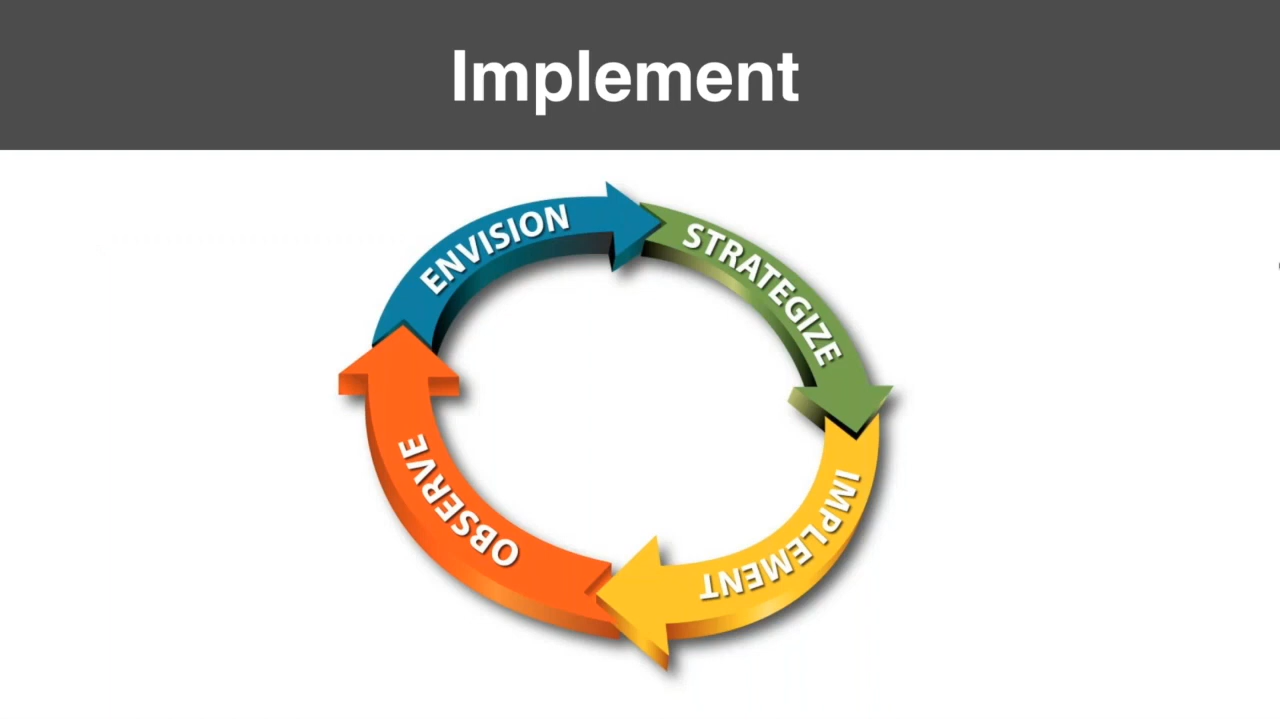 Implement
ENVISION
STRATEGIZE
IMPLEMENT
OBSERVE